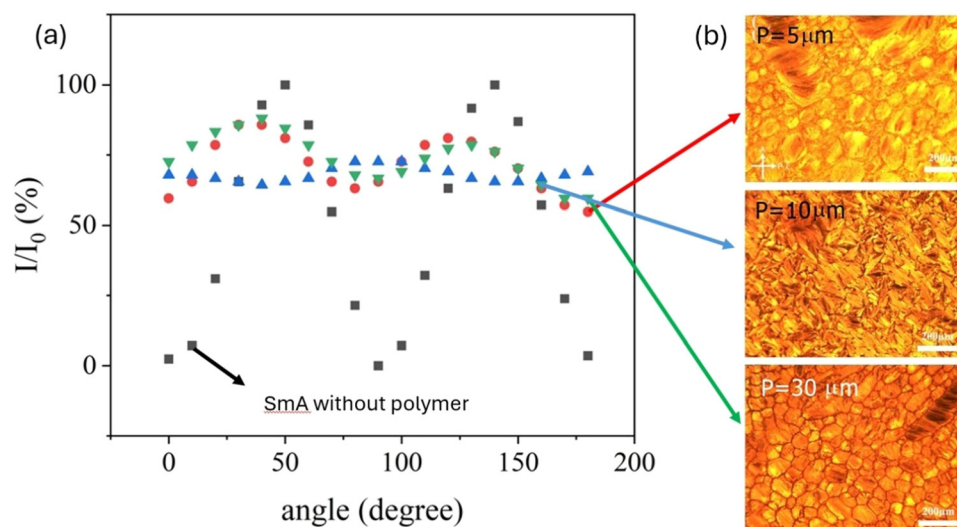 (a)
(b)
I/I₀ (%)
100
50
0
0
50
100
150
200
angle (degree)
SmA without polymer
P=5μm
200μm
P=10μm
200μm
P=30 μm
200μm